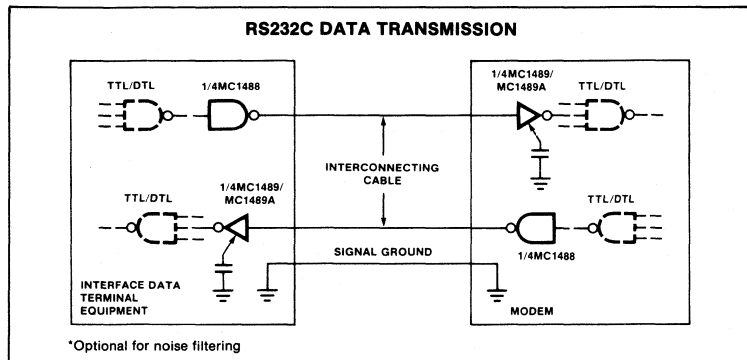 RS232C DATA TRANSMISSION
TTL/DTL
1/4MC1488
1/4MC1489/
MC1489A
TTL/DTL
INTERCONNECTING
CABLE
TTL/DTL
1/4MC1489/
MC1489A
TTL/DTL
SIGNAL GROUND
1/4MC1488
INTERFACE DATA
TERMINAL
EQUIPMENT
MODEM
*Optional for noise filtering